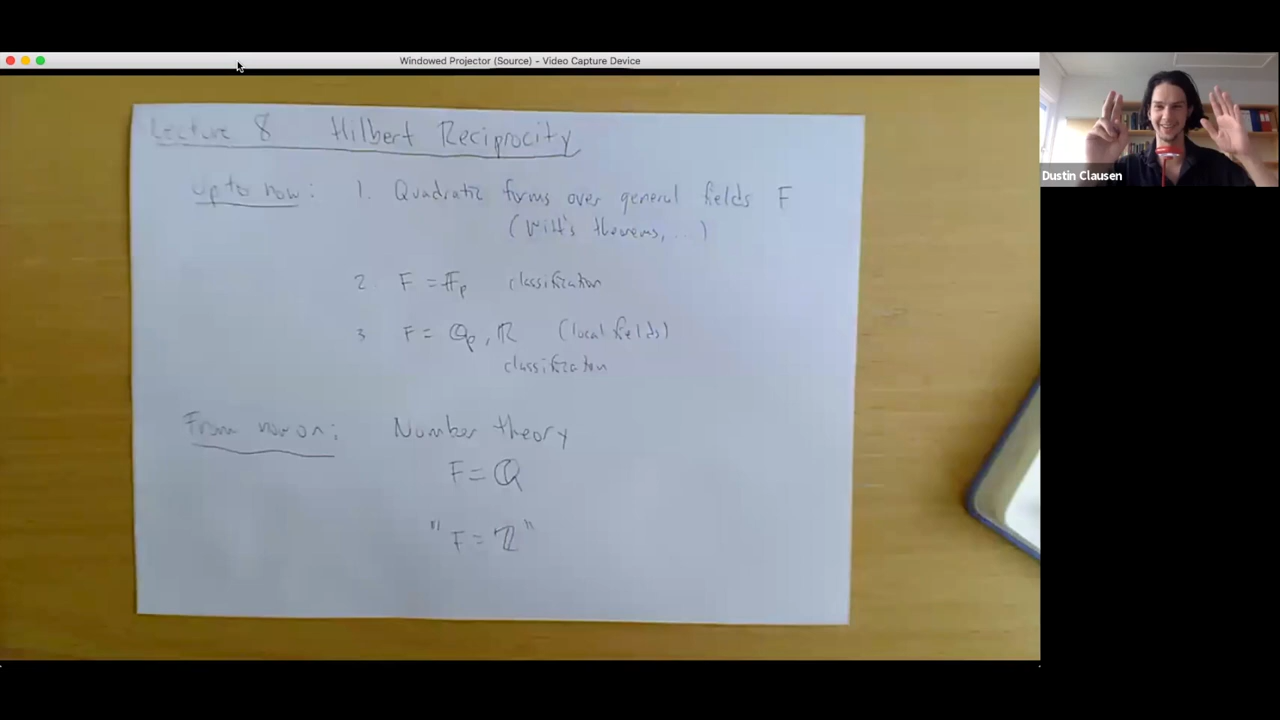 Windowed Projector (Source) - Video Capture Device
Dustin Clausen
Lecture 8 Hilbert Reciprocity
up to now: 1. Quadratic forms over general fields F
(Witt's theorems, ...)
2. F = 𝔽p classification
3 F = ℚp, ℝ (local fields)
classification
From now on: Number theory
F = ℚ
"F = ℤ"